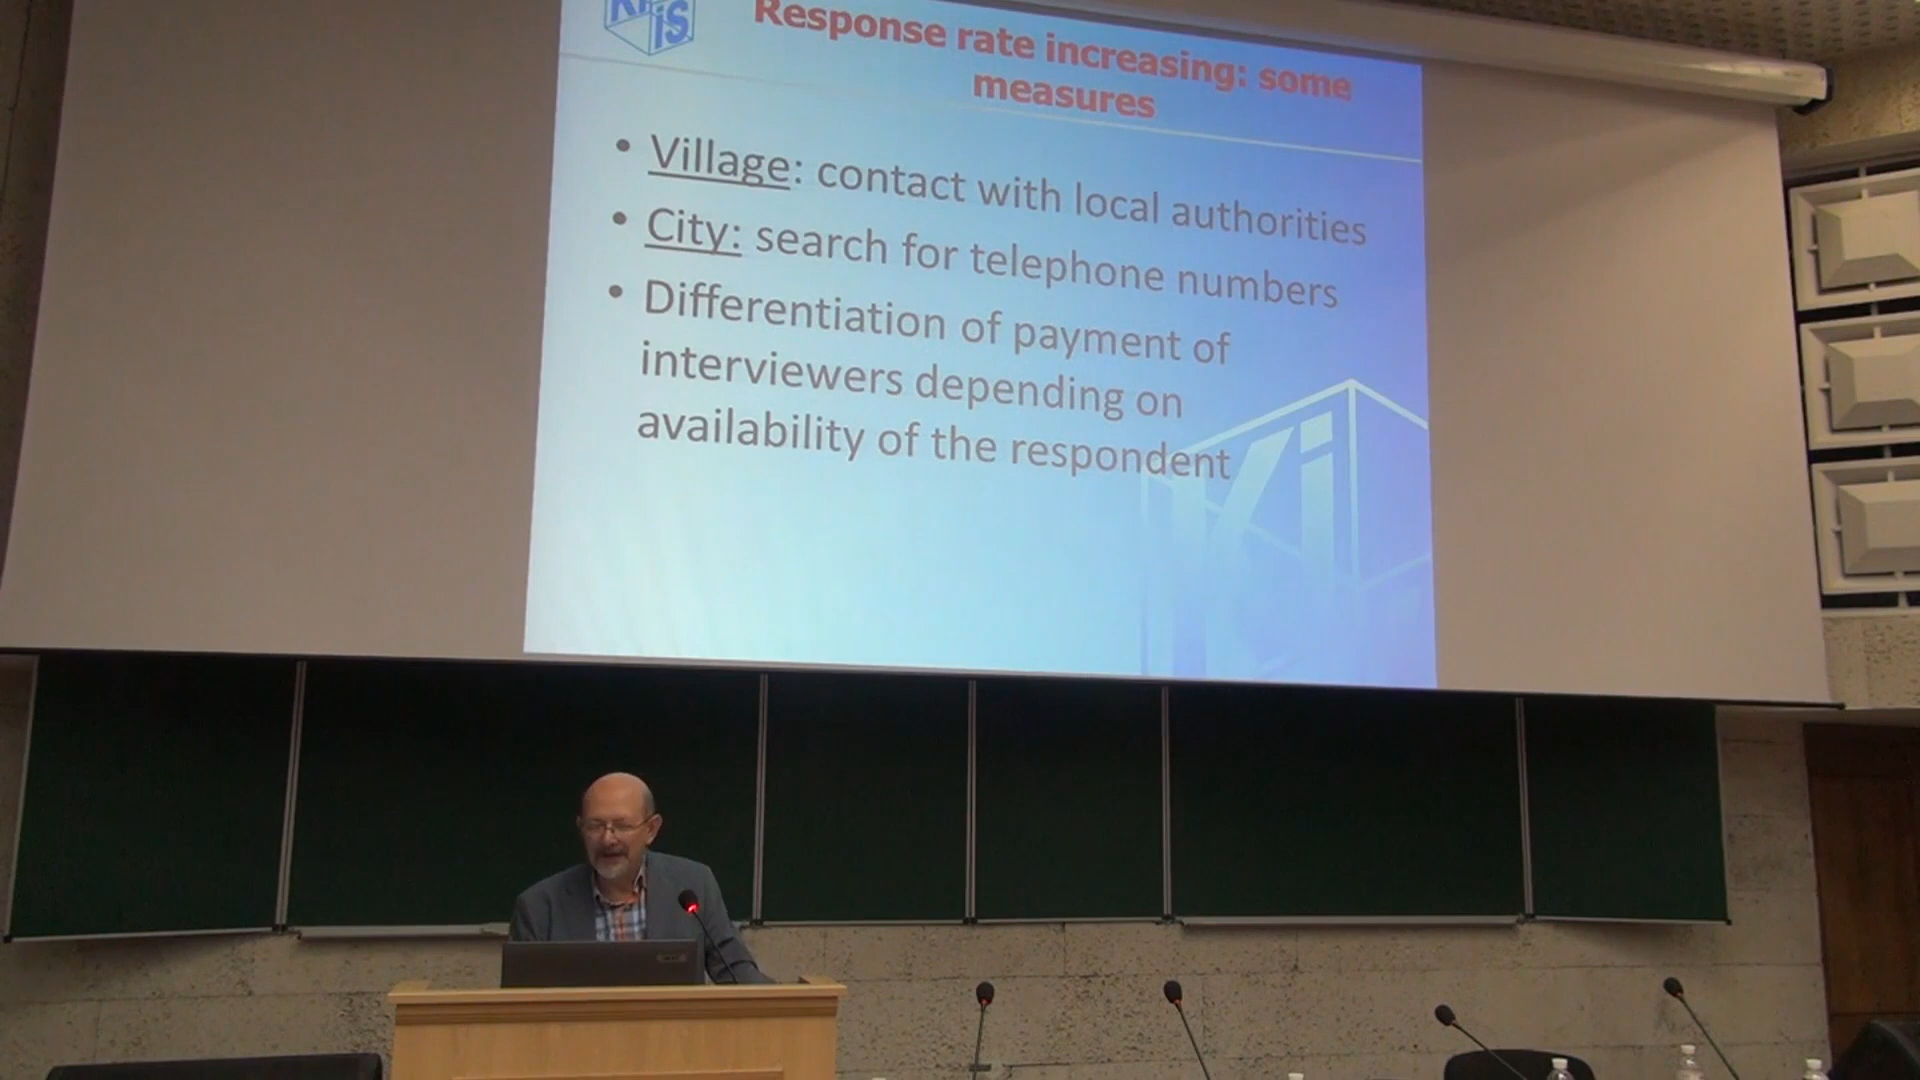 Response rate increasing: some
measures
• Village: contact with local authorities
• City: search for telephone numbers
• Differentiation of payment of
interviewers depending on
availability of the respondent